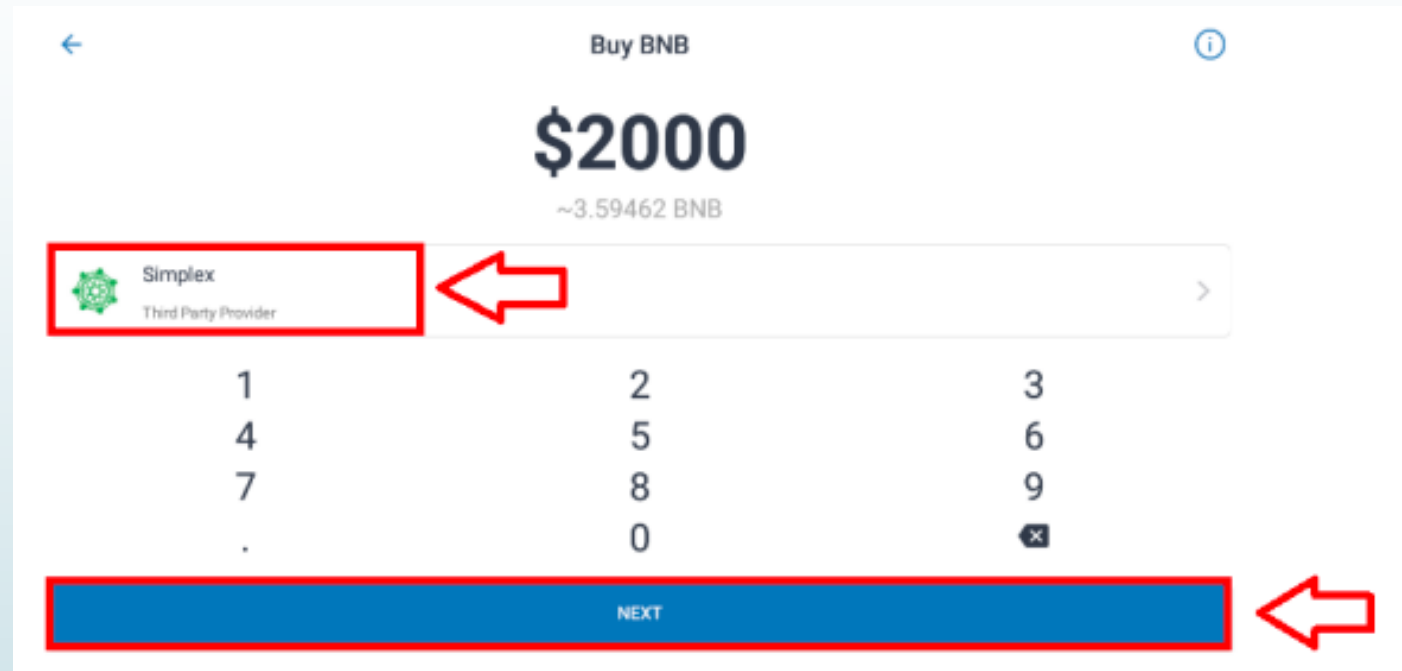 Buy BNB
$2000
~3.59462 BNB
Simplex
Third Party Provider
1 2 3
4 5 6
7 8 9
. 0
NEXT